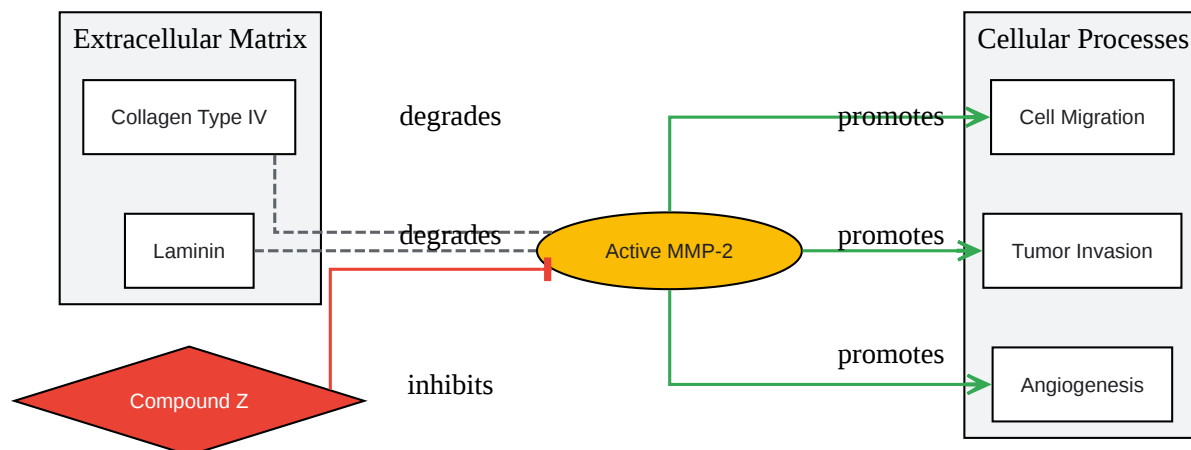 Extracellular Matrix
Cellular Processes
Collagen Type IV
degrades
promotes
Cell Migration
Laminin
degrades
Active MMP-2
promotes
Tumor Invasion
Compound Z
inhibits
promotes
Angiogenesis